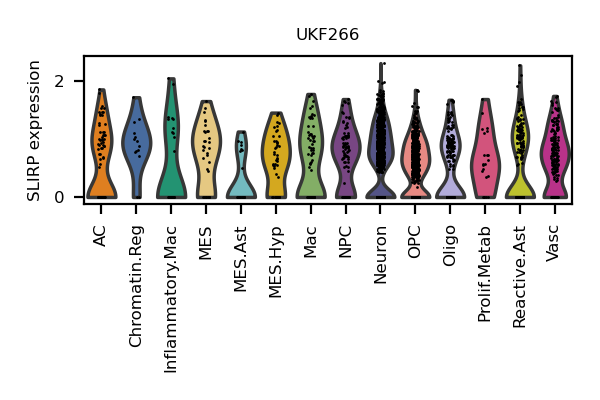 UKF266
SLIRP expression
2
0
AC
Chromatin.Reg
Inflammatory.Mac
MES
MES.Ast
MES.Hyp
Mac
NPC
Neuron
OPC
Oligo
Prolif.Metab
Reactive.Ast
Vasc